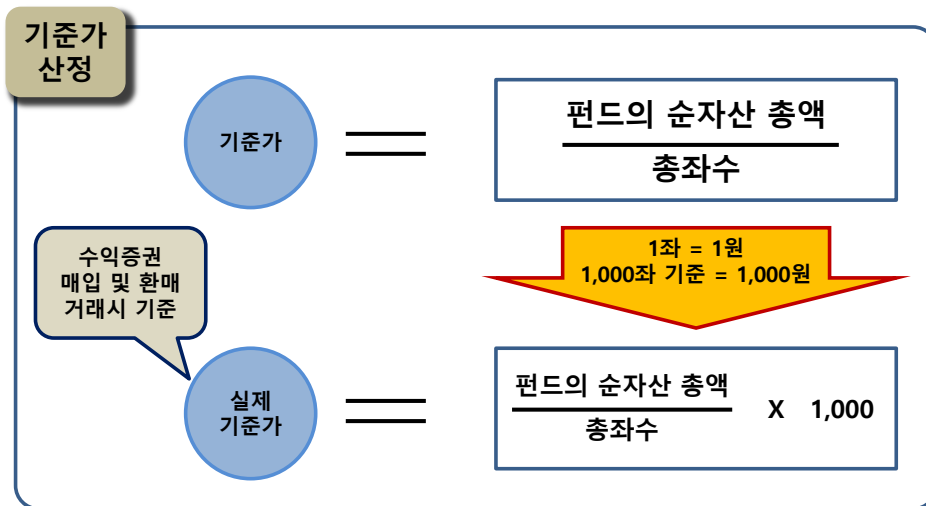 기준가
산정
기준가
펀드의 순자산 총액
총좌수
수익증권
매입 및 환매
거래시 기준
1좌 = 1원
1,000좌 기준 = 1,000원
실제
기준가
펀드의 순자산 총액
총좌수
X 1,000